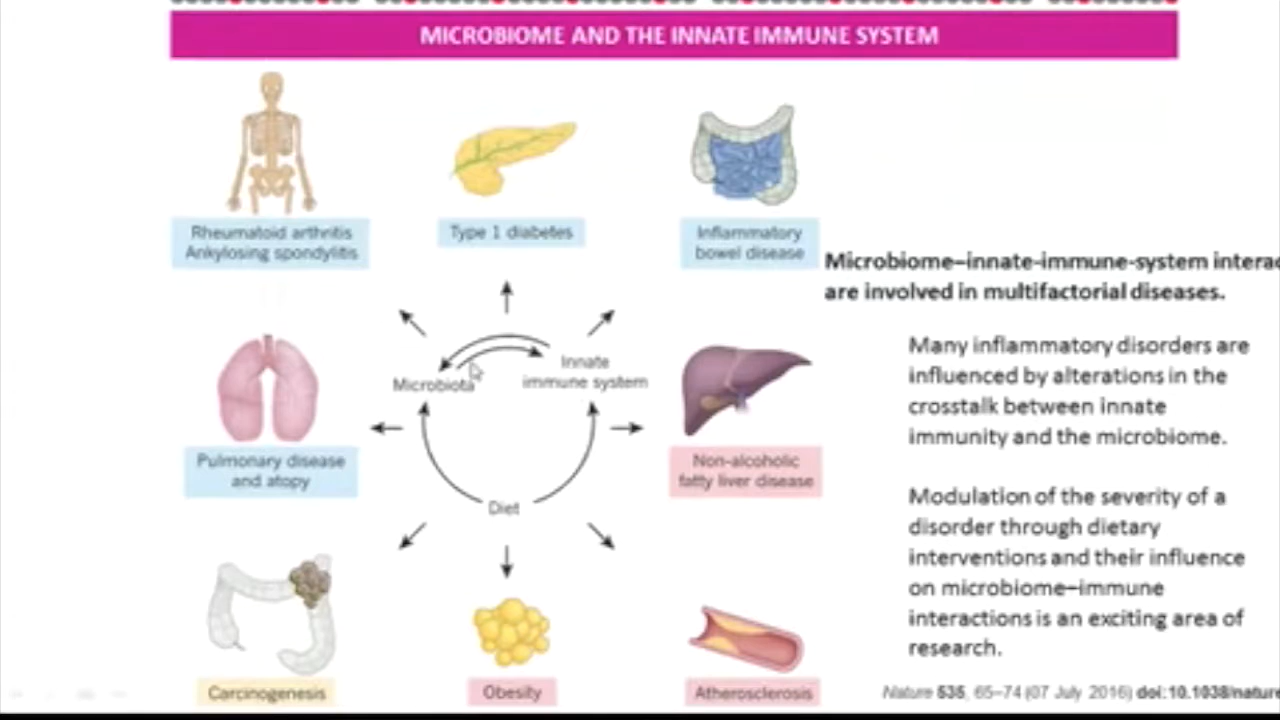 MICROBIOME AND THE INNATE IMMUNE SYSTEM
Rheumatoid arthritis
Ankylosing spondylitis
Type 1 diabetes
Inflammatory
bowel disease
Microbiome–innate-immune-system interac
are involved in multifactorial diseases.
Many inflammatory disorders are
influenced by alterations in the
crosstalk between innate
immunity and the microbiome.
Modulation of the severity of a
disorder through dietary
interventions and their influence
on microbiome–immune
interactions is an exciting area of
research.
Microbiota
Innate
immune system
Diet
Pulmonary disease
and atopy
Non-alcoholic
fatty liver disease
Carcinogenesis
Obesity
Atherosclerosis
Nature 535, 65–74 (07 July 2016) doi:10.1038/nature